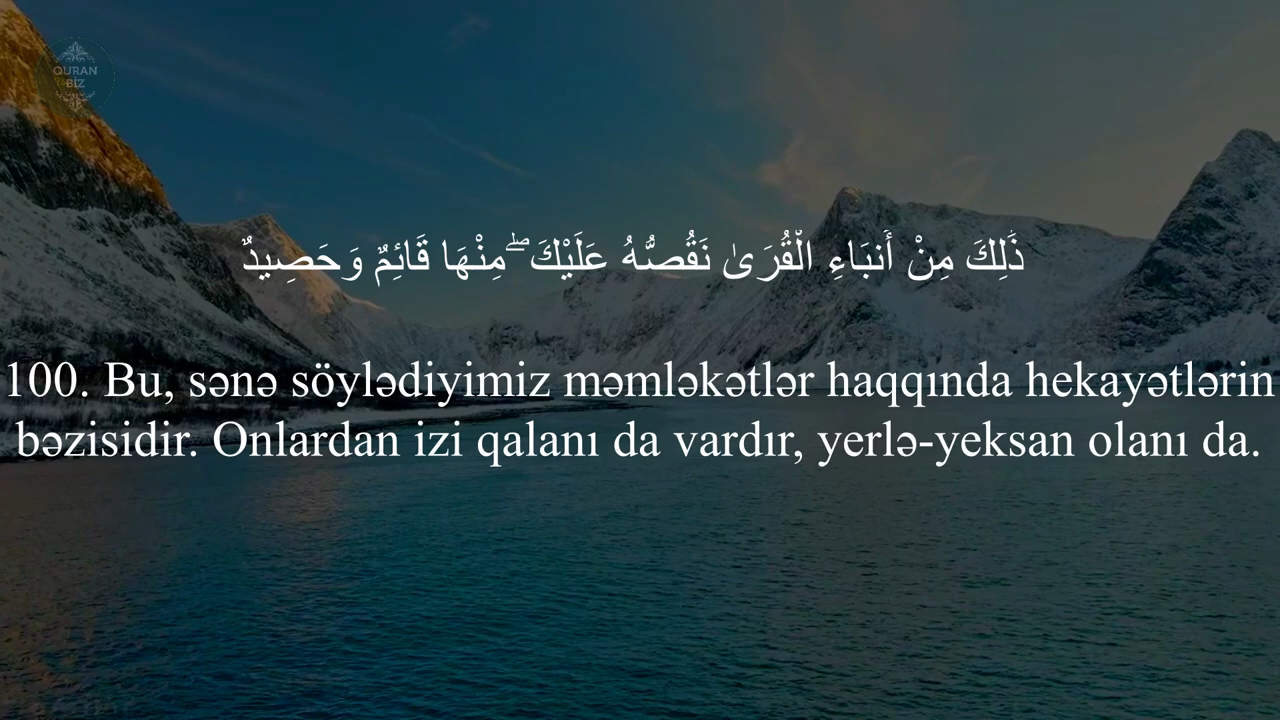 QURAN
BİZ
ذَٰلِكَ مِنْ أَنبَاءِ الْقُرَىٰ نَقُصُّهُ عَلَيْكَ ۖ مِنْهَا قَائِمٌ وَحَصِيدٌ
100. Bu, sənə söylədiyimiz məmləkətlər haqqında hekayətlərin
bəzisidir. Onlardan izi qalanı da vardır, yerlə-yeksan olanı da.